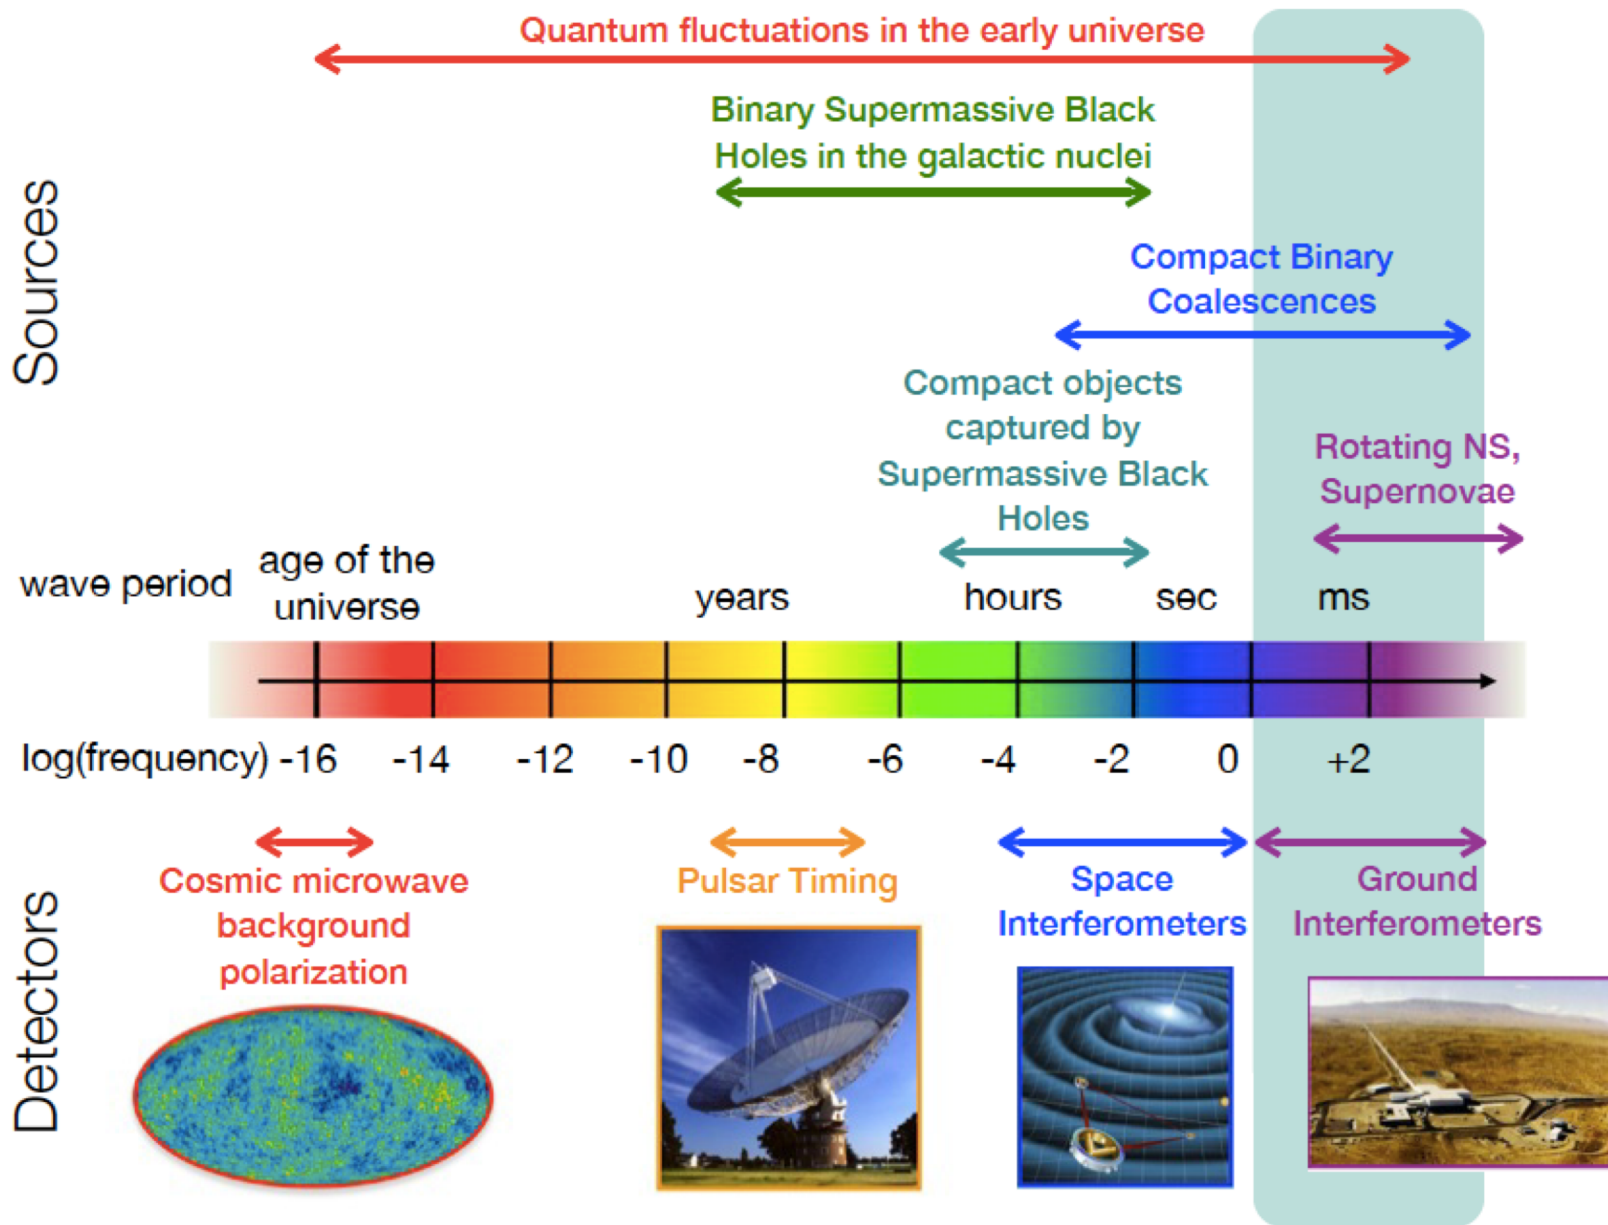 Quantum fluctuations in the early universe
Binary Supermassive Black
Holes in the galactic nuclei
Compact Binary
Coalescences
Compact objects
captured by
Supermassive Black
Holes
Rotating NS,
Supernovae
Sources
wave period
age of the
universe
years
hours
sec
ms
log(frequency) -16 -14 -12 -10 -8 -6 -4 -2 0 +2
Detectors
Cosmic microwave
background
polarization
Pulsar Timing
Space
Interferometers
Ground
Interferometers